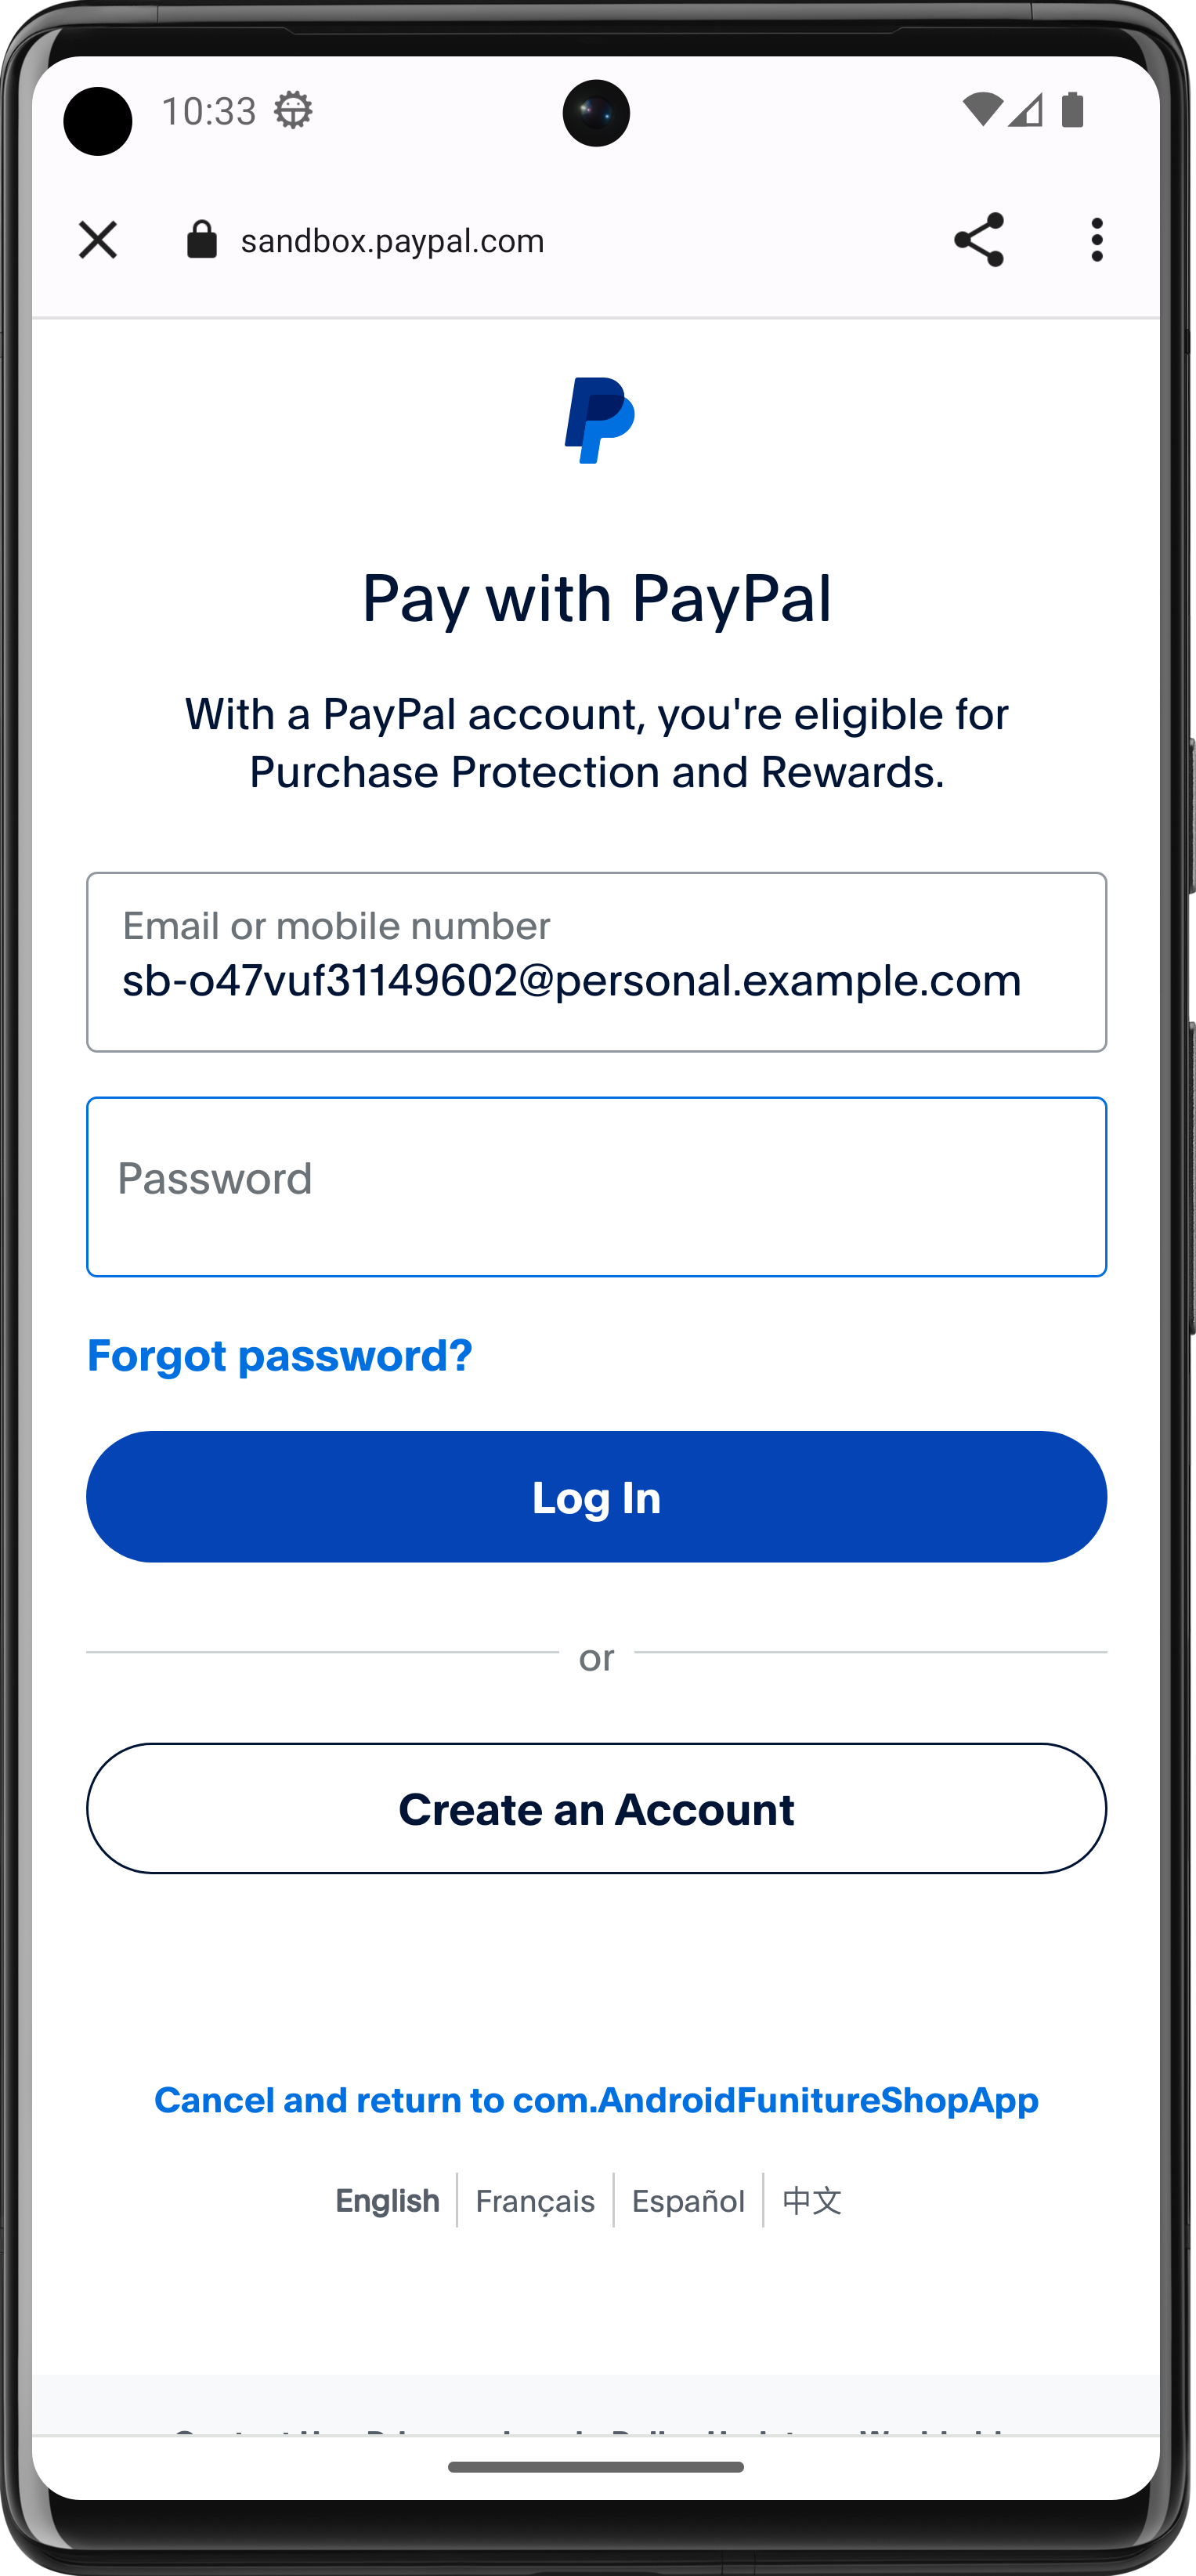 10:33
sandbox.paypal.com
Pay with PayPal
With a PayPal account, you're eligible for
Purchase Protection and Rewards.
Email or mobile number
sb-o47vuf31149602@personal.example.com
Password
Forgot password?
Log In
or
Create an Account
Cancel and return to com.AndroidFunitureShopApp
English Français Español 中文